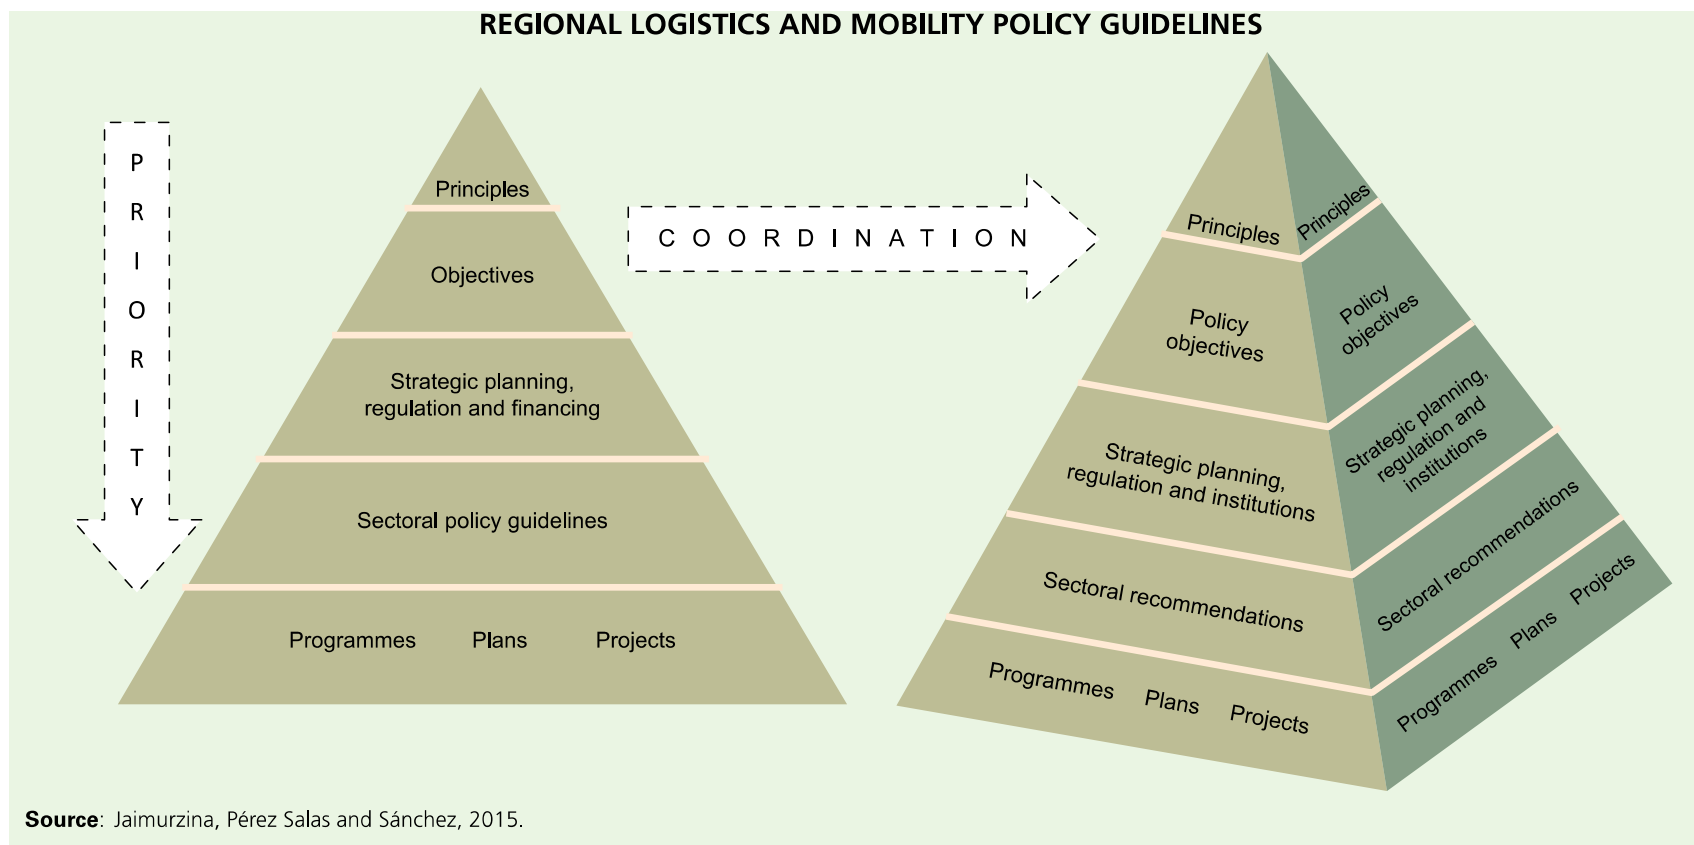 REGIONAL LOGISTICS AND MOBILITY POLICY GUIDELINES
PRIORITY
Principles
Objectives
Strategic planning,
regulation and financing
Sectoral policy guidelines
Programmes Plans Projects
COORDINATION
Principles
Policy
objectives
Strategic planning,
regulation and institutions
Sectoral recommendations
Programmes Plans Projects
Principles
Policy
objectives
Strategic planning,
regulation and
institutions
Sectoral recommendations
Programmes Plans Projects
Source: Jaimurzina, Pérez Salas and Sánchez, 2015.